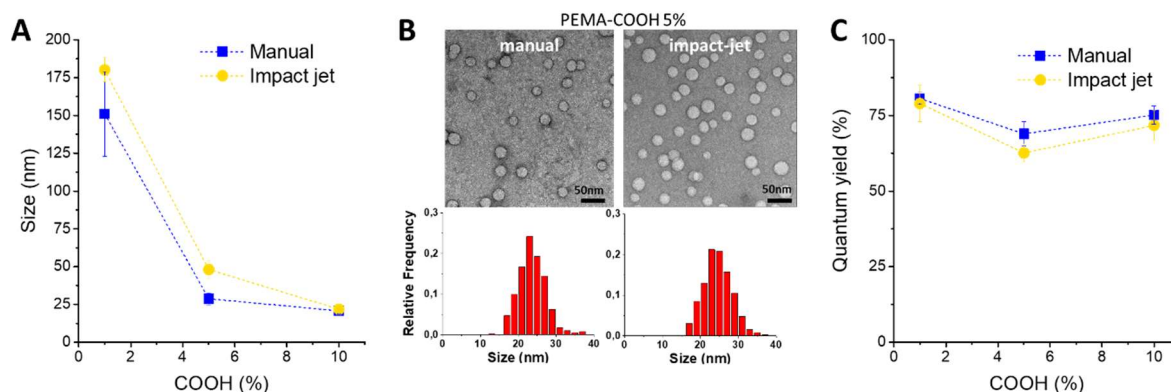 A
Size (nm)
200
175
150
125
100
75
50
25
0
0
2
4
6
8
10
COOH (%)
Manual
Impact jet
B
PEMA-COOH 5%
manual
impact-jet
50nm
50nm
Relative Frequency
0,3
0,2
0,1
0,0
0
10
20
30
40
Size (nm)
0,3
0,2
0,1
0,0
0
10
20
30
40
Size (nm)
C
Quantum yield (%)
100
75
50
25
0
0
2
4
6
8
10
COOH (%)
Manual
Impact jet